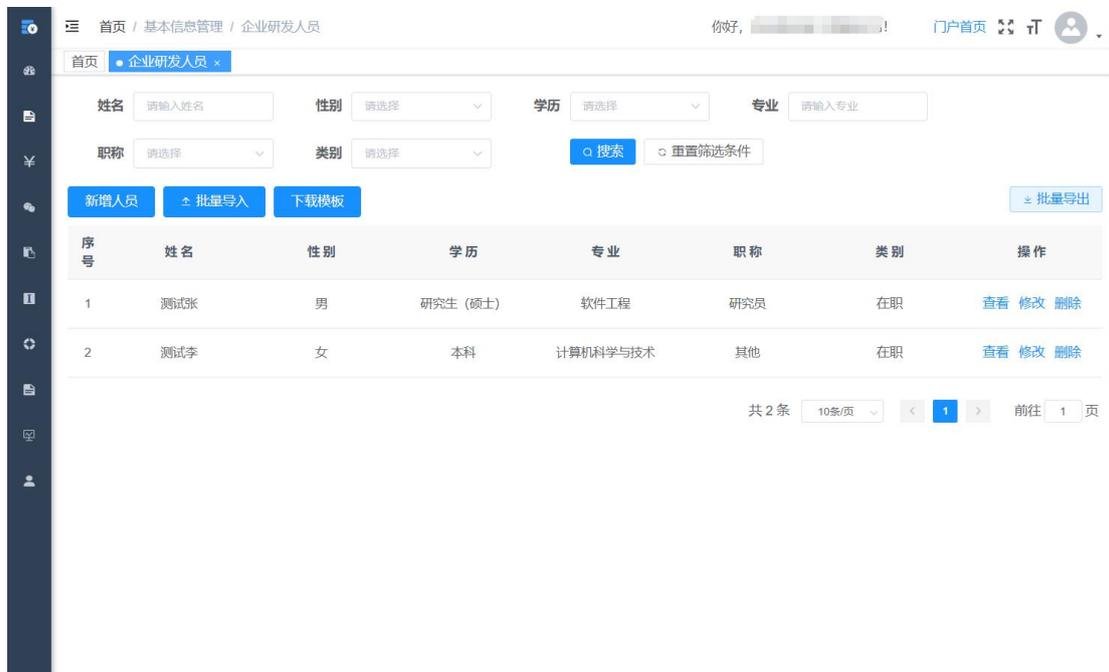 首页 / 基本信息管理 / 企业研发人员 你好, ! 门户首页
首页 企业研发人员 ×
姓名 请输入姓名 性别 请选择 学历 请选择 专业 请输入专业
职称 请选择 类别 请选择 搜索 重置筛选条件
新增人员 批量导入 下载模板 批量导出
序号 姓名 性别 学历 专业 职称 类别 操作
1 测试张 男 研究生（硕士） 软件工程 研究员 在职 查看 修改 删除
2 测试李 女 本科 计算机科学与技术 其他 在职 查看 修改 删除
共 2 条 10条/页 < 1 > 前往 1 页